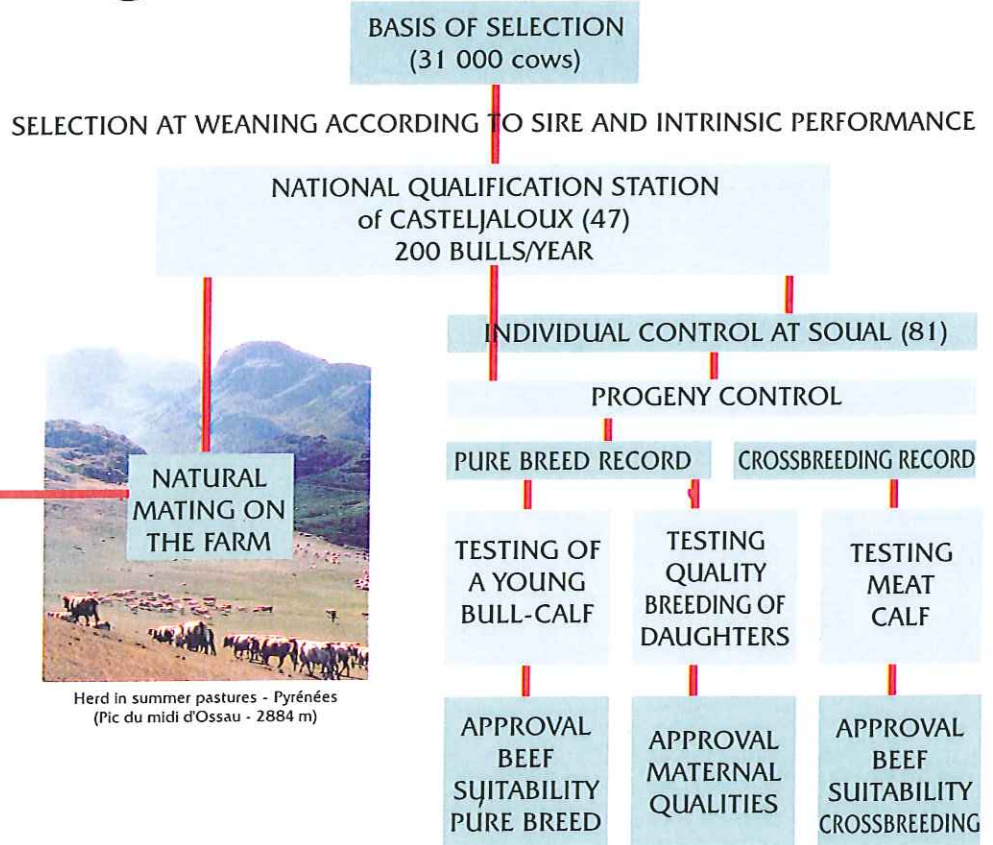 BASIS OF SELECTION
(31 000 cows)
SELECTION AT WEANING ACCORDING TO SIRE AND INTRINSIC PERFORMANCE
NATIONAL QUALIFICATION STATION
of CASTELJALOUX (47)
200 BULLS/YEAR
INDIVIDUAL CONTROL AT SOUAL (81)
PROGENY CONTROL
PURE BREED RECORD
CROSSBREEDING RECORD
NATURAL
MATING ON
THE FARM
TESTING OF
A YOUNG
BULL-CALF
TESTING
QUALITY
BREEDING OF
DAUGHTERS
TESTING
MEAT
CALF
Herd in summer pastures - Pyrénées
(Pic du midi d'Ossau - 2884 m)
APPROVAL
BEEF
SUITABILITY
PURE BREED
APPROVAL
MATERNAL
QUALITIES
APPROVAL
BEEF
SUITABILITY
CROSSBREEDING